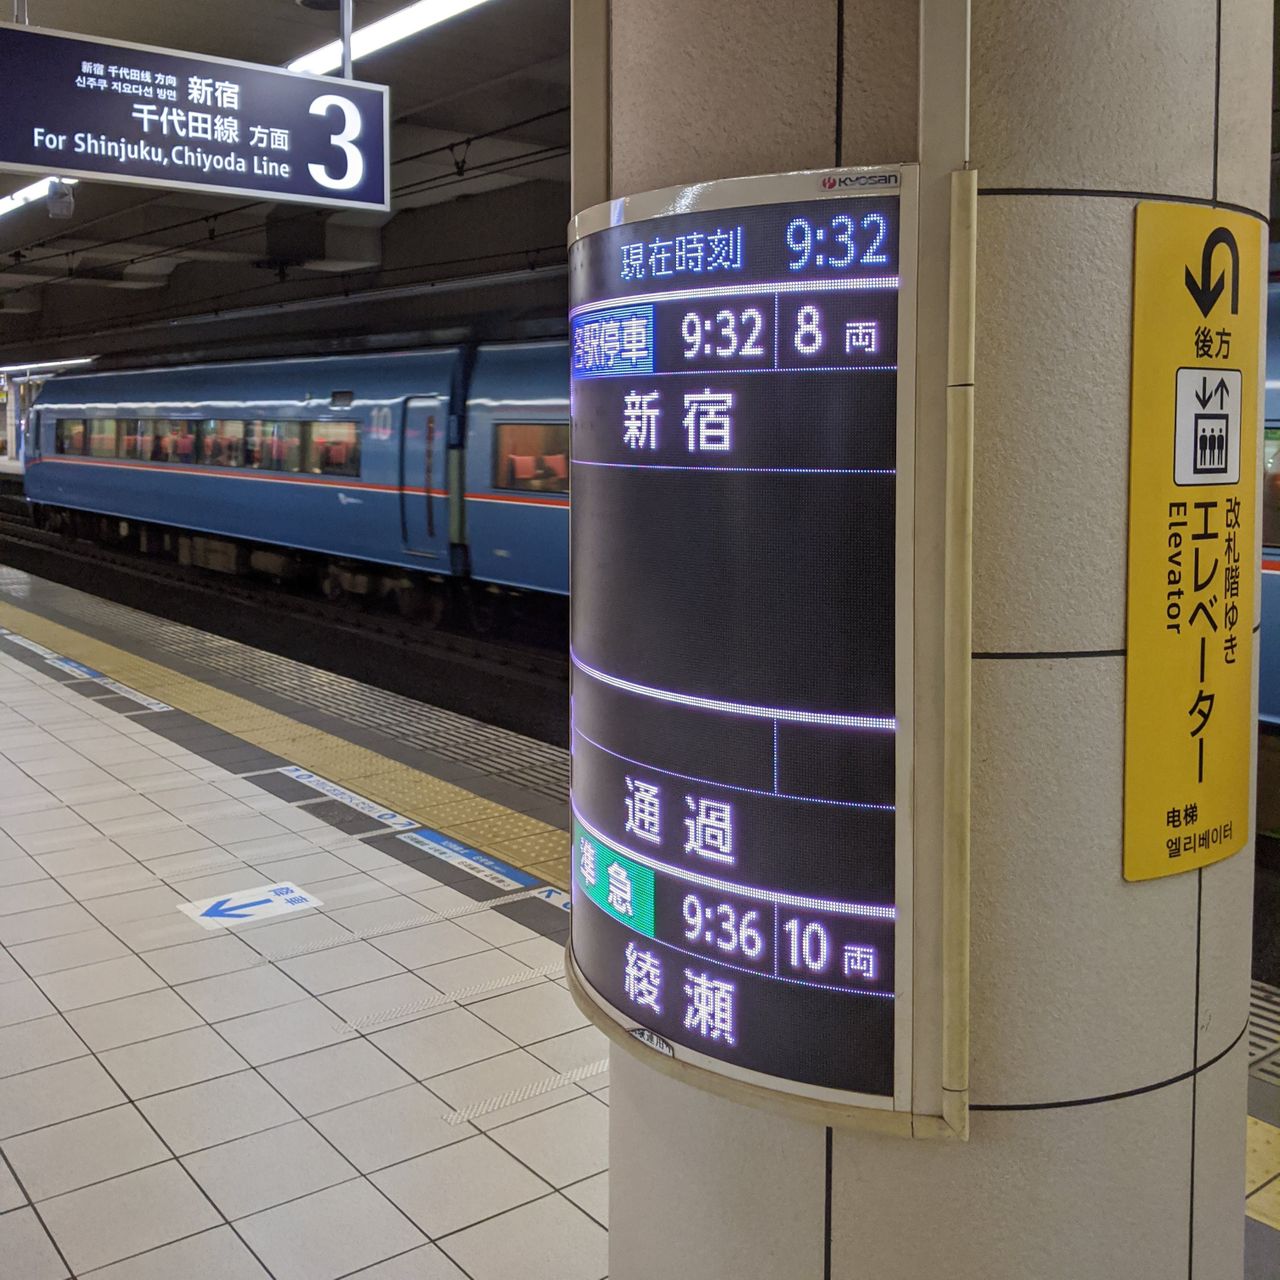 新宿 千代田线 方向
신주쿠 지요다선 방면
新宿
千代田線 方面
For Shinjuku, Chiyoda Line
3
KYOSAN
現在時刻 9:32
各駅停車 9:32 8両
新宿
通過
準急 9:36 10両
綾瀬
後方
改札階ゆき
エレベーター
Elevator
电梯
엘리베이터
10